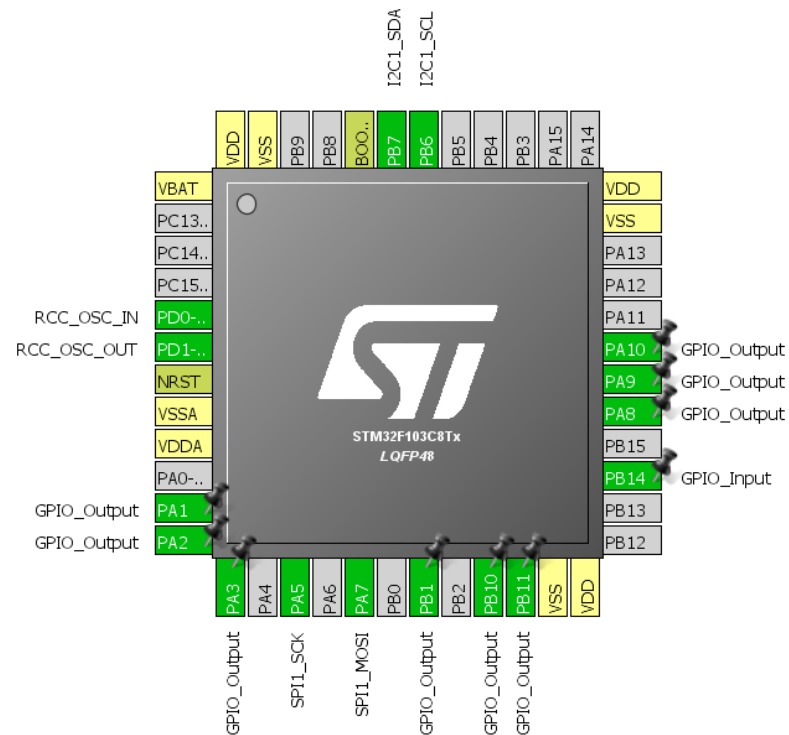 I2C1_SDA
I2C1_SCL
VDD
VSS
PB9
PB8
BOO..
PB7
PB6
PB5
PB4
PB3
PA15
PA14
VBAT
VDD
PC13..
VSS
PC14..
PA13
PC15..
PA12
RCC_OSC_IN PD0-..
PA11
RCC_OSC_OUT PD1-..
PA10 GPIO_Output
NRST
PA9 GPIO_Output
VSSA
PA8 GPIO_Output
ST
STM32F103C8Tx
LQFP48
VDDA
PB15
PA0-..
PB14 GPIO_Input
GPIO_Output PA1
PB13
GPIO_Output PA2
PB12
PA3
PA4
PA5
PA6
PA7
PB0
PB1
PB2
PB10
PB11
VSS
VDD
GPIO_Output
SPI1_SCK
SPI1_MOSI
GPIO_Output
GPIO_Output
GPIO_Output